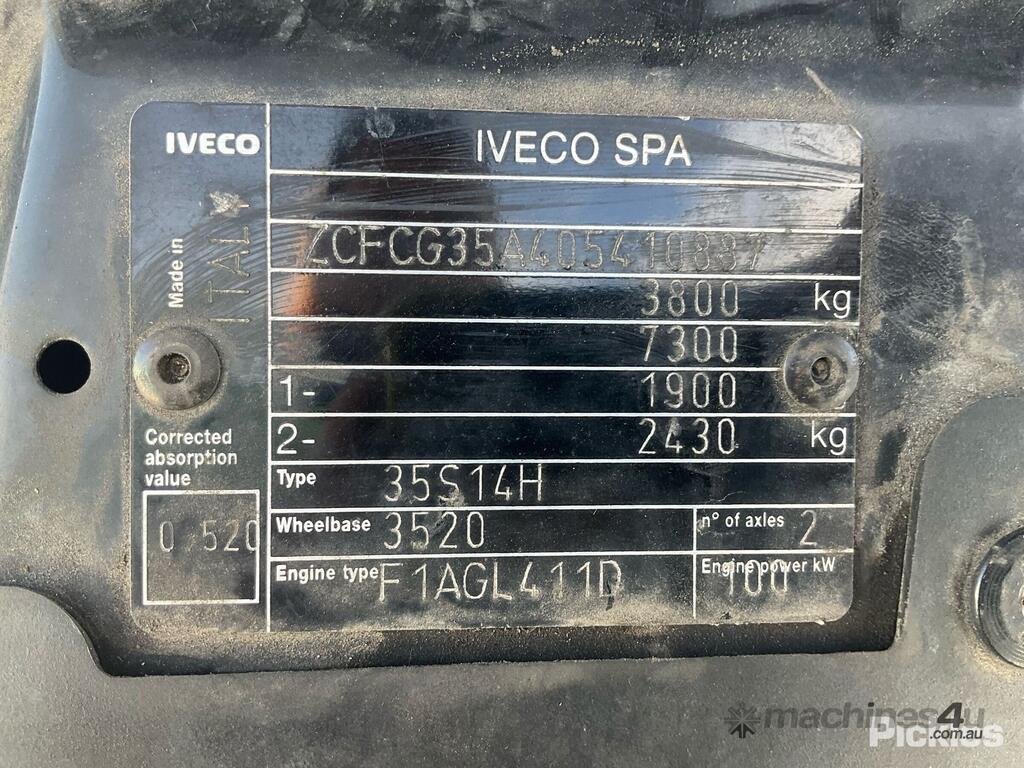 IVECO
IVECO SPA
Made in
ITALY
ZCFCG35A405410887
3800 kg
7300
1- 1900
2- 2430 kg
Corrected
absorption
value
0.520
Type 35S14H
Wheelbase 3520
n° of axles 2
Engine type F1AGL411D
Engine power kW 100
machines4u
.com.au
Pickles